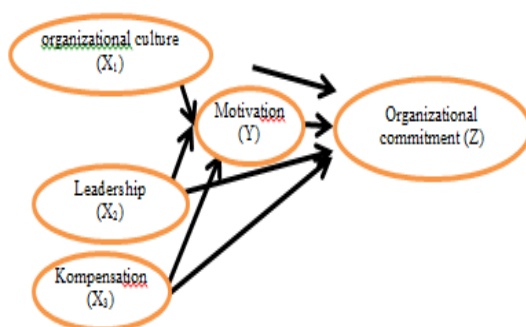 organizational culture
(X₁)
Motivation
(Y)
Organizational
commitment (Z)
Leadership
(X₂)
Kompensation
(X₃)